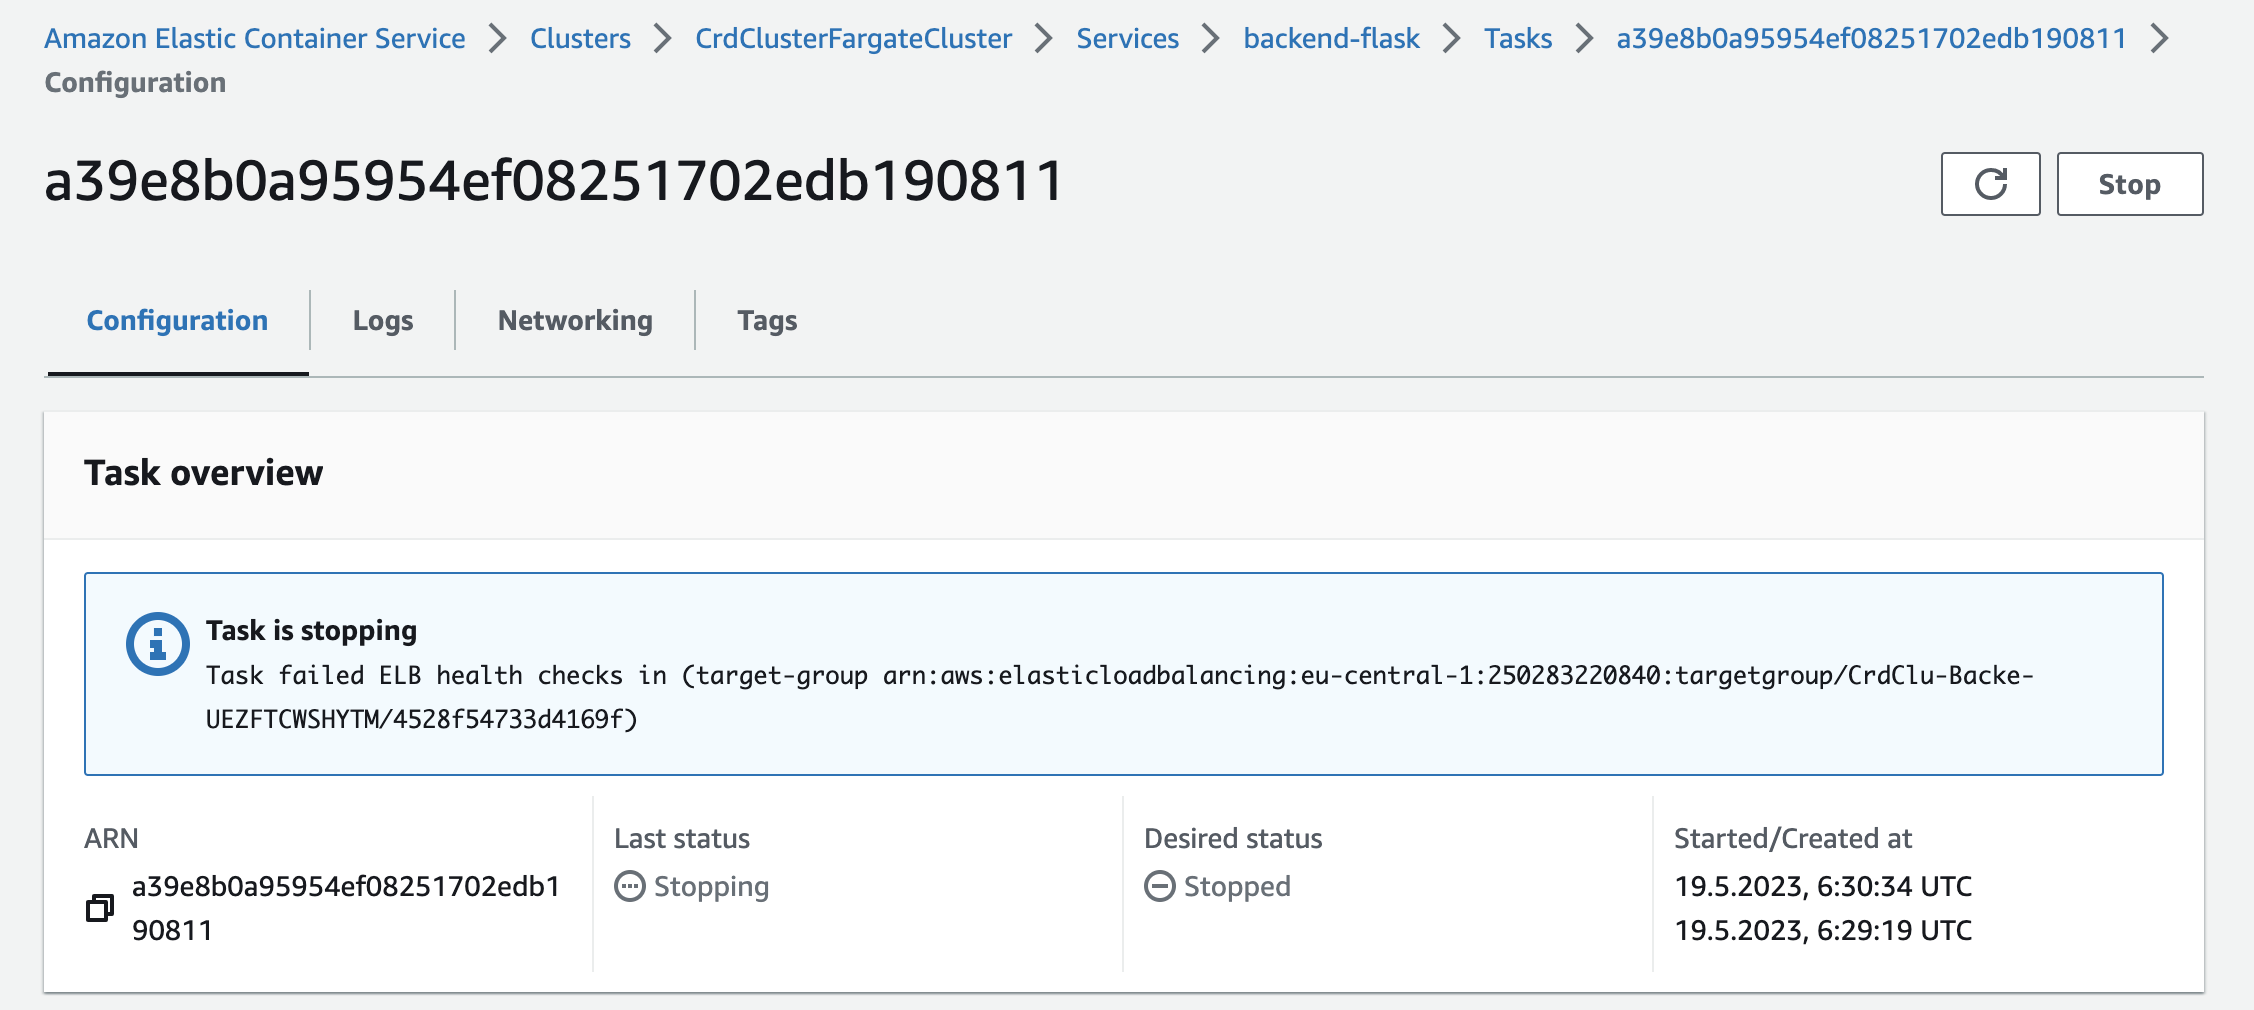 Amazon Elastic Container Service > Clusters > CrdClusterFargateCluster > Services > backend-flask > Tasks > a39e8b0a95954ef08251702edb190811 >
Configuration
a39e8b0a95954ef08251702edb190811
Stop
Configuration
Logs
Networking
Tags
Task overview
Task is stopping
Task failed ELB health checks in (target-group arn:aws:elasticloadbalancing:eu-central-1:250283220840:targetgroup/CrdClu-Backe-
UEZFTCWSHYTM/4528f54733d4169f)
ARN
a39e8b0a95954ef08251702edb1
90811
Last status
Stopping
Desired status
Stopped
Started/Created at
19.5.2023, 6:30:34 UTC
19.5.2023, 6:29:19 UTC